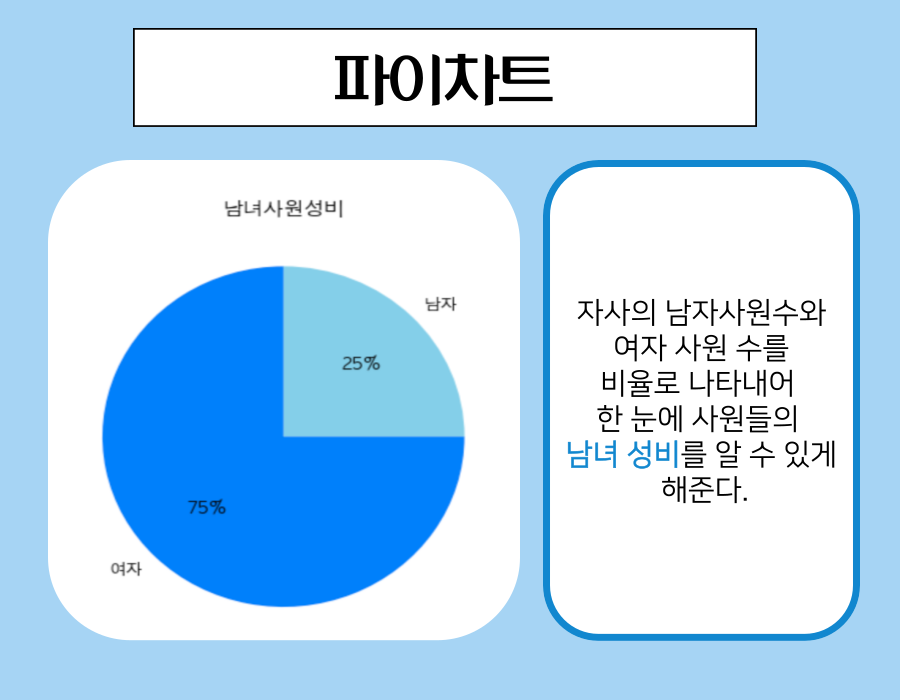 파이차트
남녀사원성비
남자
25%
75%
여자
자사의 남자사원수와
여자 사원 수를
비율로 나타내어
한 눈에 사원들의
남녀 성비를 알 수 있게
해준다.